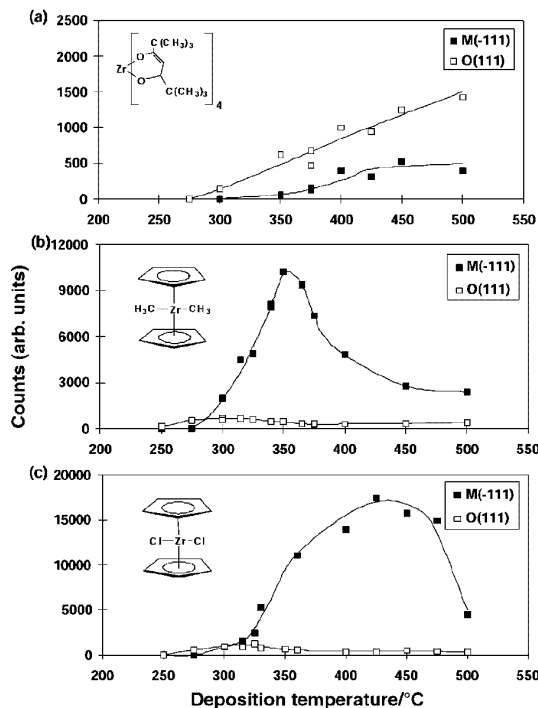 (a)
2500
2000
1500
1000
500
0
C(CH₃)₃
O
Zr
O
C(CH₃)₃
4
M(-111)
O(111)
200 250 300 350 400 450 500 550
(b)
12000
9000
6000
3000
0
H₃C Zr CH₃
M(-111)
O(111)
200 250 300 350 400 450 500 550
Counts (arb. units)
(c)
20000
15000
10000
5000
0
Cl Zr Cl
M(-111)
O(111)
200 250 300 350 400 450 500 550
Deposition temperature/°C